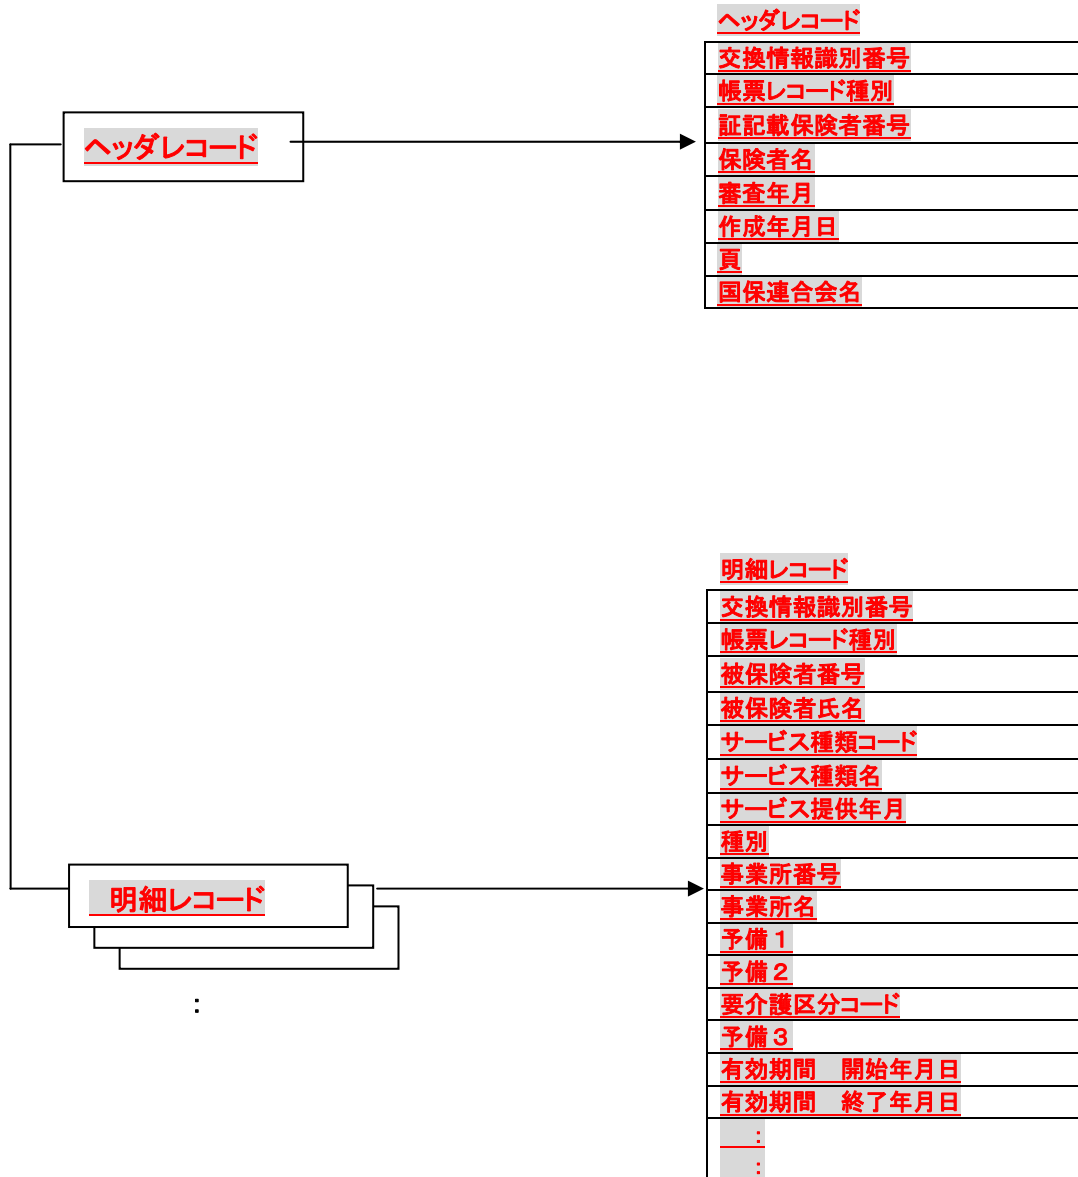 ヘッダレコード
交換情報識別番号
帳票レコード種別
証記載保険者番号
保険者名
審査年月
作成年月日
頁
国保連合会名
ヘッダレコード
明細レコード
交換情報識別番号
帳票レコード種別
被保険者番号
被保険者氏名
サービス種類コード
サービス種類名
サービス提供年月
種別
事業所番号
事業所名
予備1
予備2
要介護区分コード
予備3
有効期間　開始年月日
有効期間　終了年月日
:
:
明細レコード
: